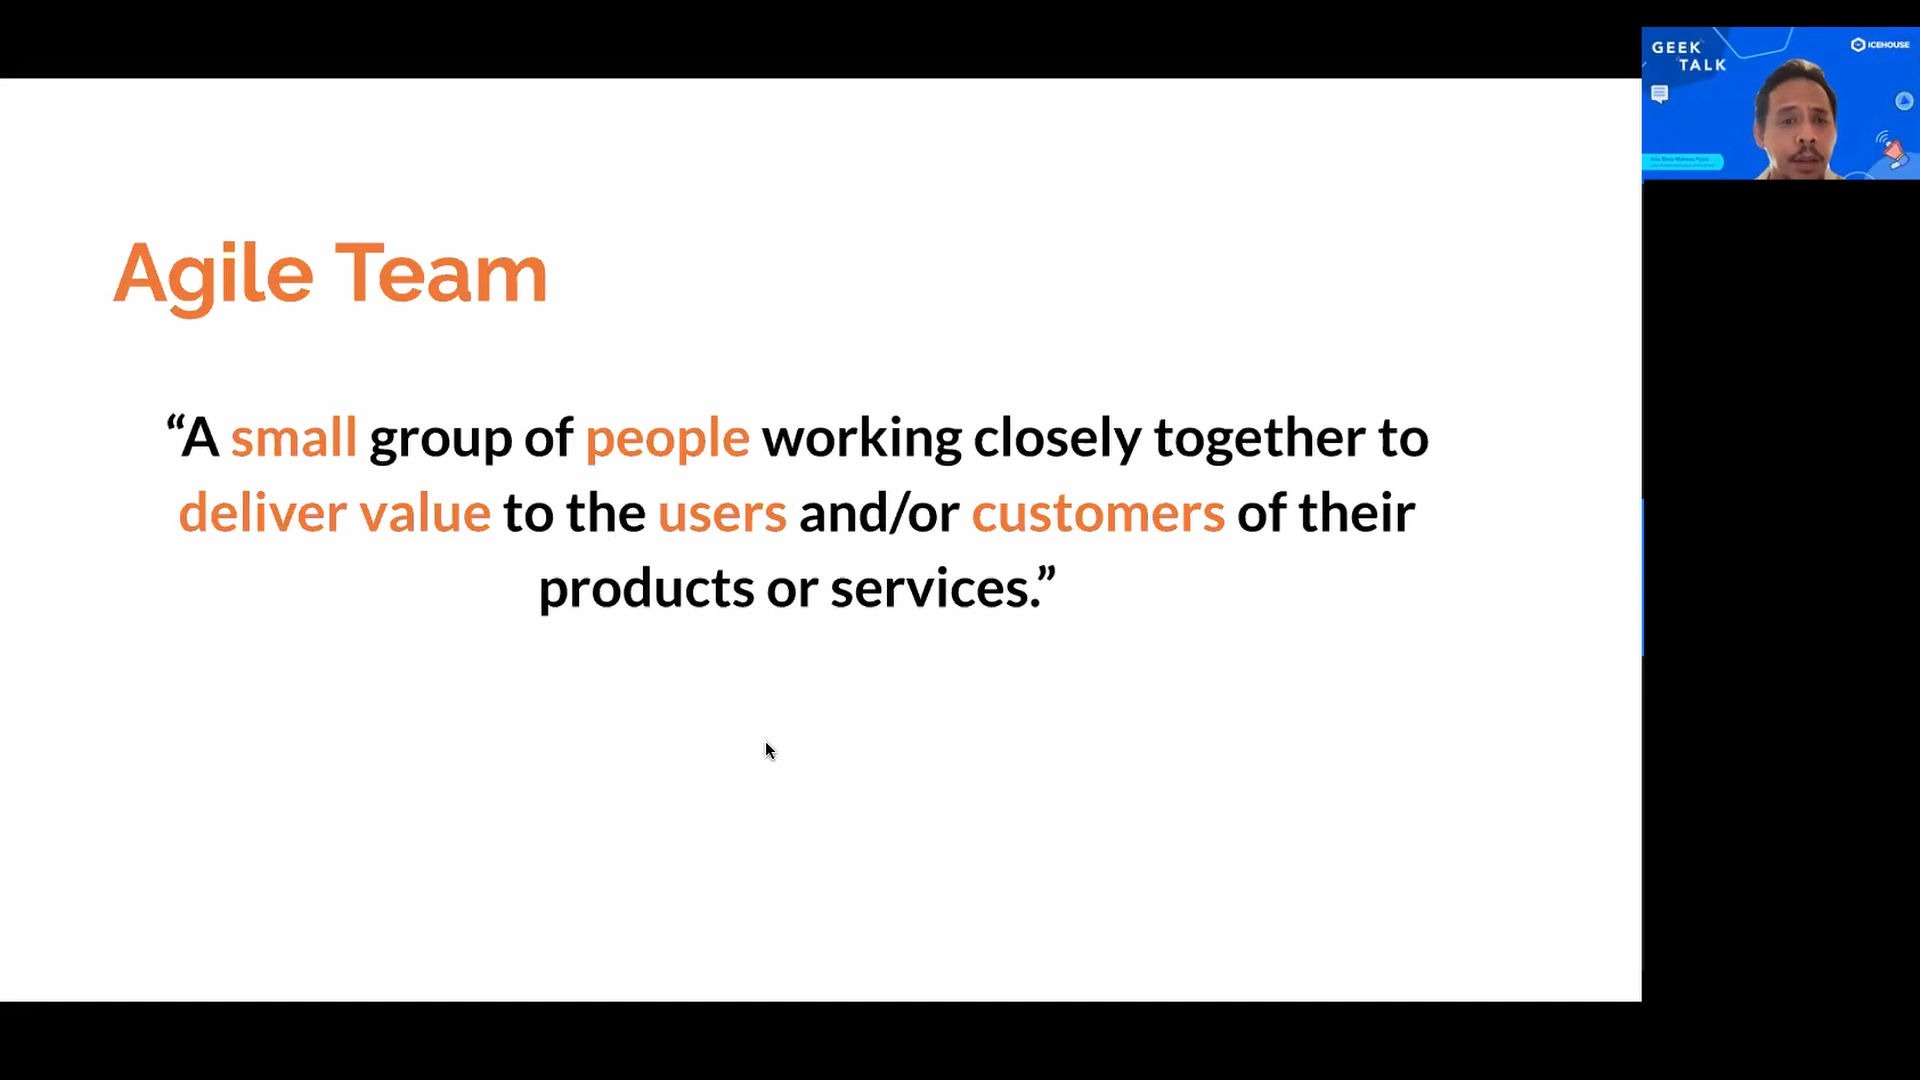 GEEK
TALK
ICEHOUSE
Agile Team
“A small group of people working closely together to
deliver value to the users and/or customers of their
products or services.”